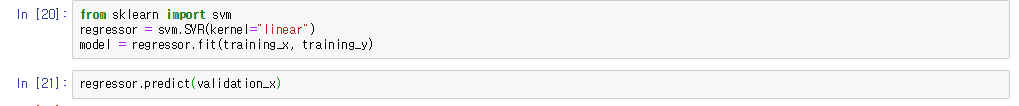 In [20]: from sklearn import svm
regressor = svm.SVR(kernel="linear")
model = regressor.fit(training_x, training_y)
In [21]: regressor.predict(validation_x)